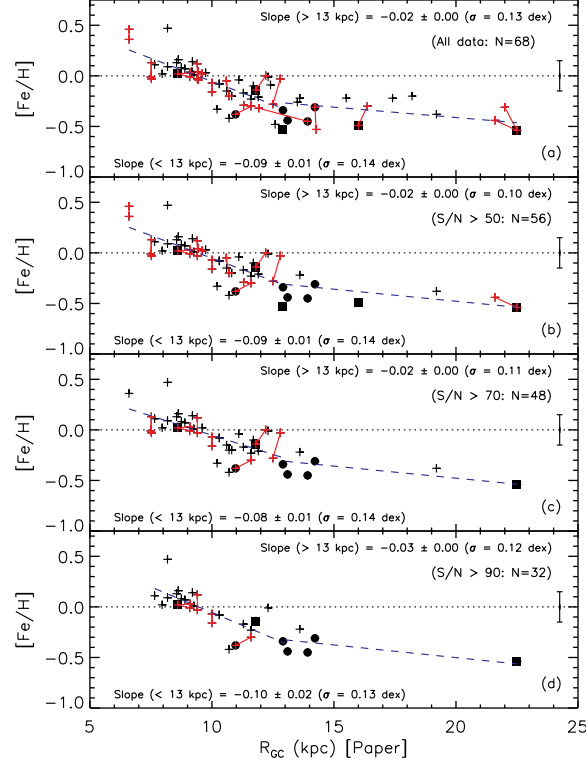 Slope (> 13 kpc) = −0.02 ± 0.00 (σ = 0.13 dex)
(All data: N=68)
0.5
0.0
−0.5
−1.0
[Fe/H]
(a)
Slope (< 13 kpc) = −0.09 ± 0.01 (σ = 0.14 dex)
Slope (> 13 kpc) = −0.02 ± 0.00 (σ = 0.10 dex)
(S/N > 50: N=56)
0.5
0.0
−0.5
−1.0
[Fe/H]
(b)
Slope (< 13 kpc) = −0.09 ± 0.01 (σ = 0.14 dex)
Slope (> 13 kpc) = −0.02 ± 0.00 (σ = 0.11 dex)
(S/N > 70: N=48)
0.5
0.0
−0.5
−1.0
[Fe/H]
(c)
Slope (< 13 kpc) = −0.08 ± 0.01 (σ = 0.14 dex)
Slope (> 13 kpc) = −0.03 ± 0.00 (σ = 0.12 dex)
(S/N > 90: N=32)
0.5
0.0
−0.5
−1.0
[Fe/H]
(d)
Slope (< 13 kpc) = −0.10 ± 0.02 (σ = 0.13 dex)
5 10 15 20 25
R_GC (kpc) [Paper]